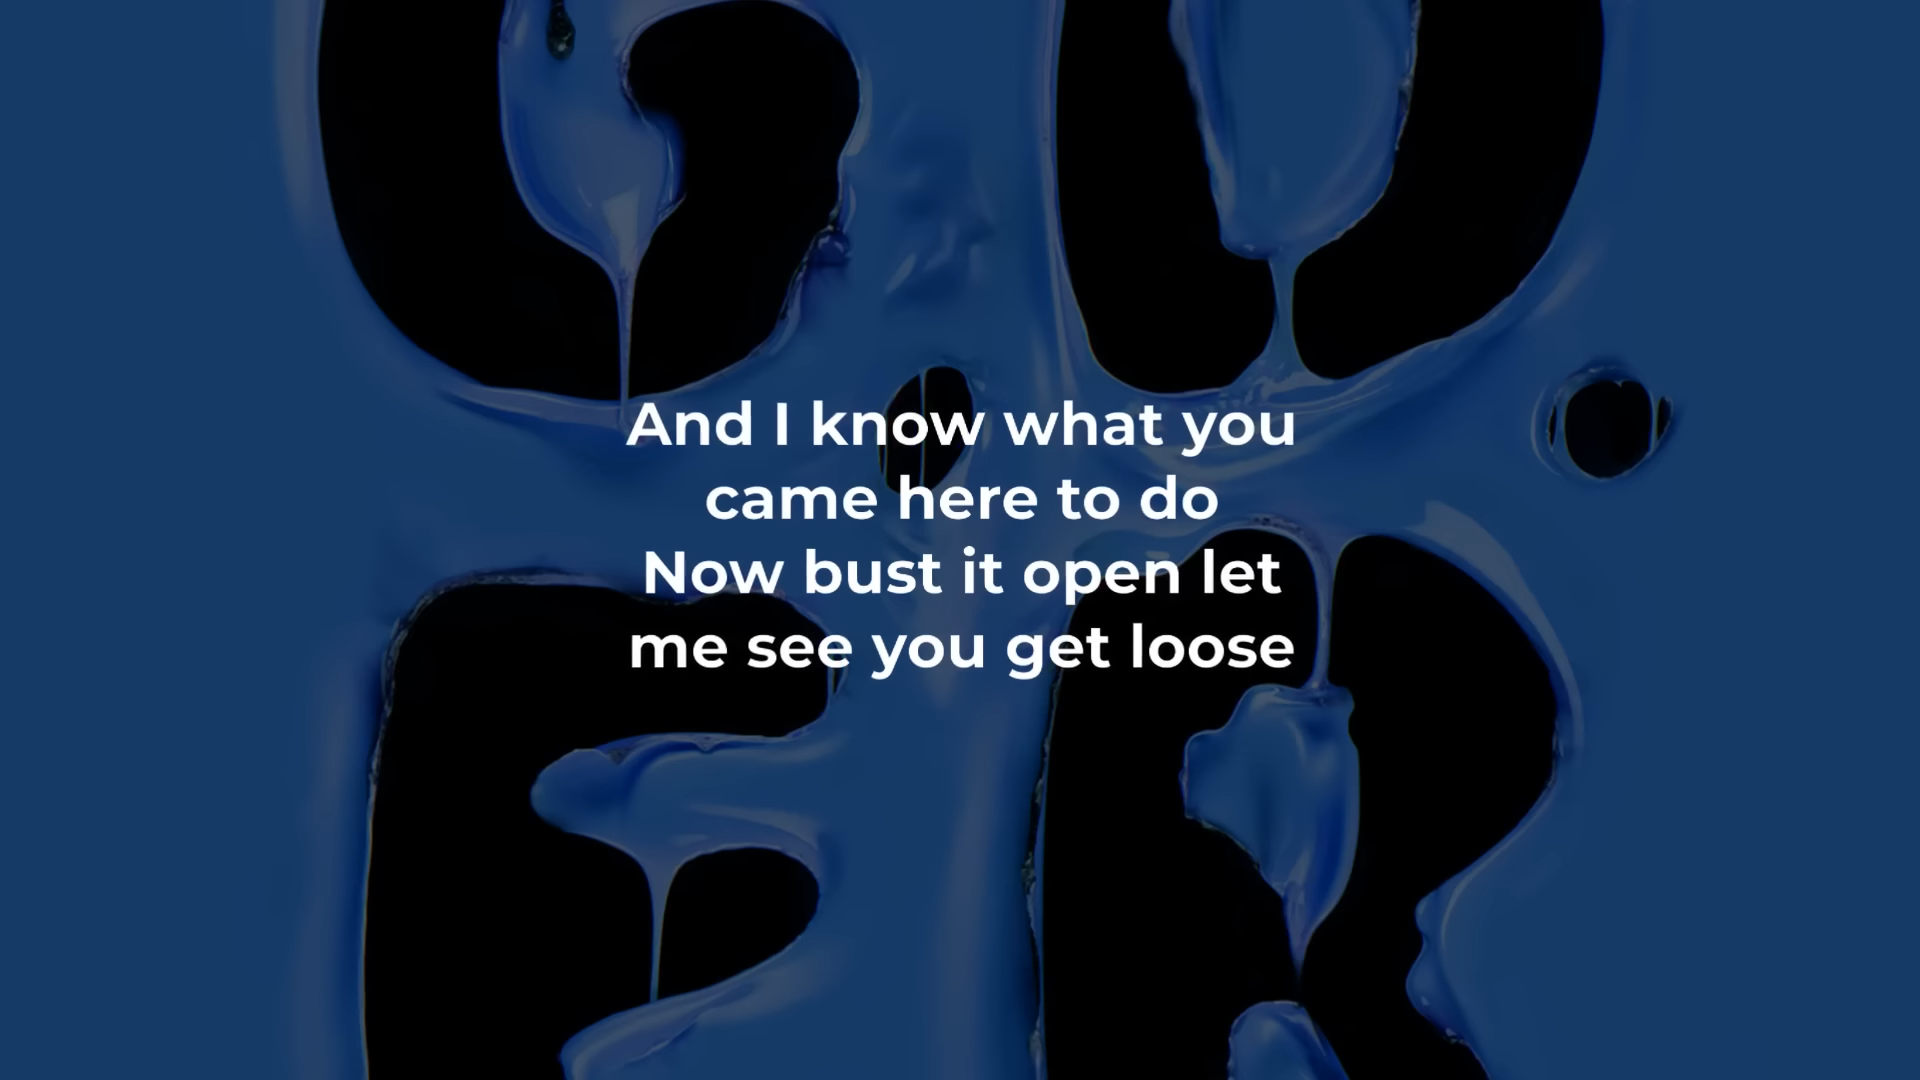 G D
And I know what you
came here to do
Now bust it open let
me see you get loose
E R